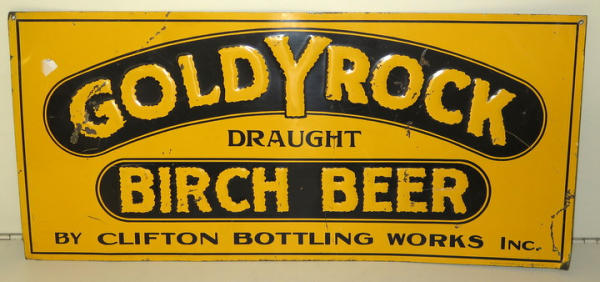 GOLDYROCK
DRAUGHT
BIRCH BEER
BY CLIFTON BOTTLING WORKS INC.